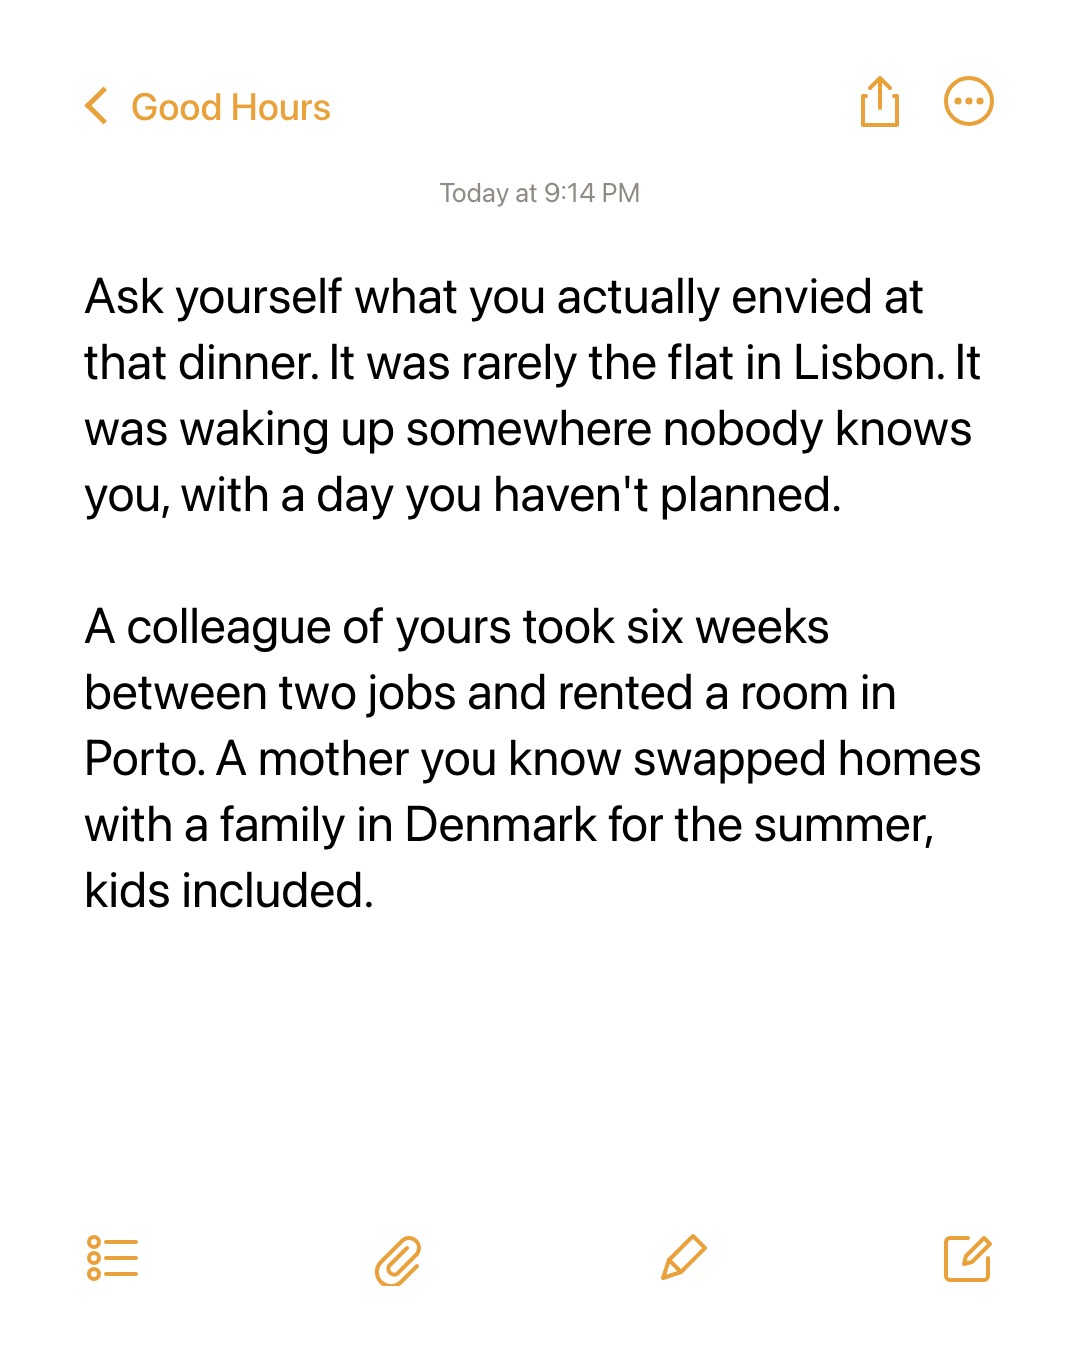 Good Hours
Today at 9:14 PM
Ask yourself what you actually envied at
that dinner. It was rarely the flat in Lisbon. It
was waking up somewhere nobody knows
you, with a day you haven't planned.
A colleague of yours took six weeks
between two jobs and rented a room in
Porto. A mother you know swapped homes
with a family in Denmark for the summer,
kids included.